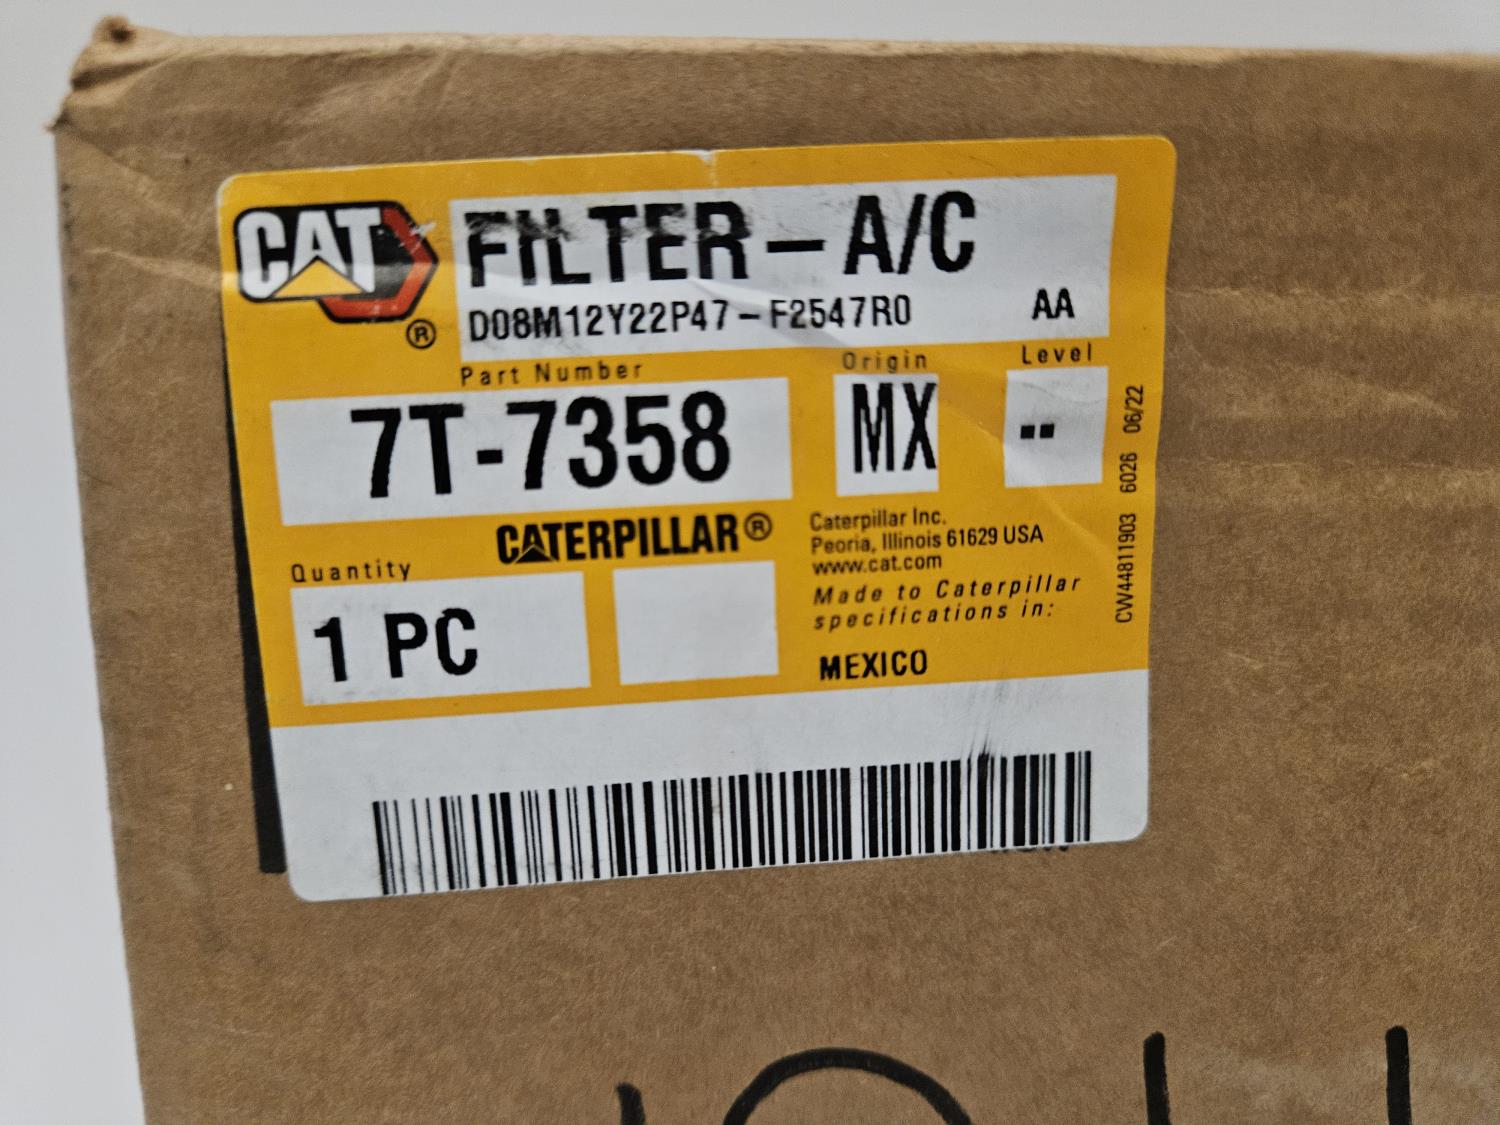 CAT
®
FILTER-A/C
D08M12Y22P47-F2547R0 AA
Part Number Origin Level
7T-7358 MX --
CATERPILLAR®
Quantity
1 PC
Caterpillar Inc.
Peoria, Illinois 61629 USA
www.cat.com
Made to Caterpillar
specifications in:
MEXICO
CW44811903 6026 06/22